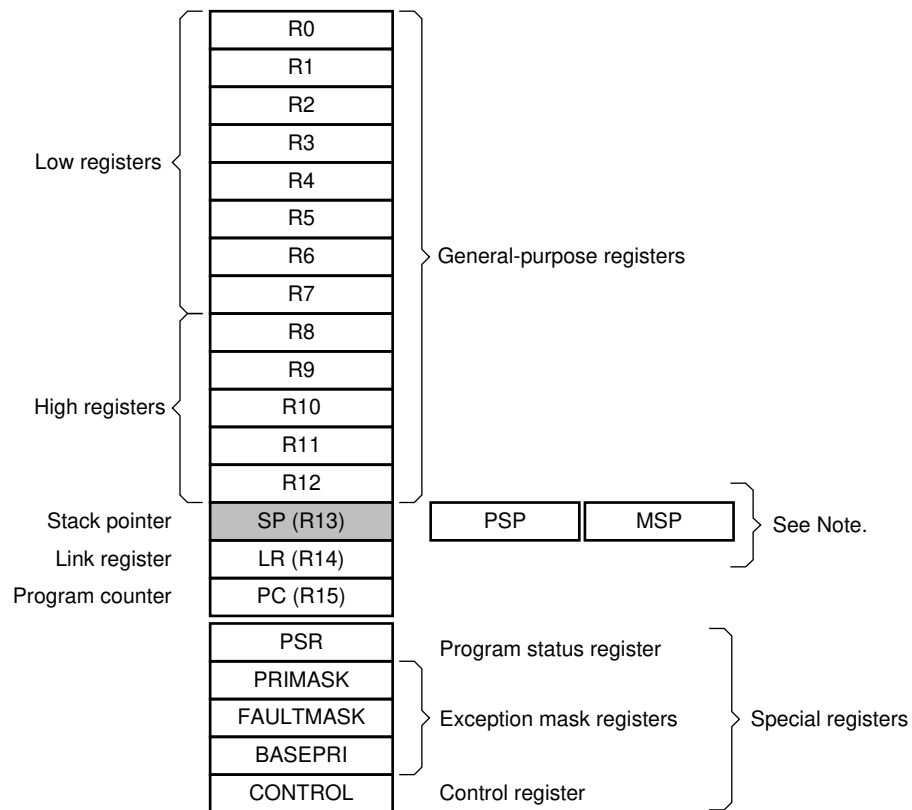 R0
R1
R2
R3
Low registers
R4
R5
R6
General-purpose registers
R7
R8
R9
High registers
R10
R11
R12
Stack pointer
SP (R13)
PSP
MSP
See Note.
Link register
LR (R14)
Program counter
PC (R15)
PSR
Program status register
PRIMASK
FAULTMASK
Exception mask registers
Special registers
BASEPRI
CONTROL
Control register